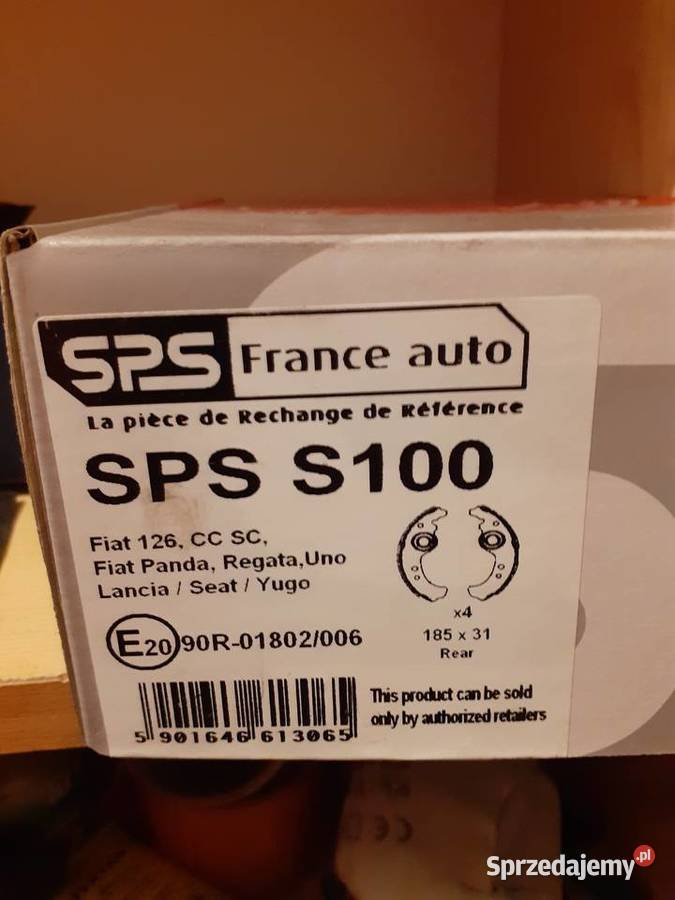 SPS France auto
La pièce de Rechange de Référence
SPS S100
Fiat 126, CC SC,
Fiat Panda, Regata,Uno
Lancia / Seat / Yugo
x4
185 x 31
Rear
E20 90R-01802/006
This product can be sold
only by authorized retailers
5 901646 613065
CE
Sprzedajemy.pl